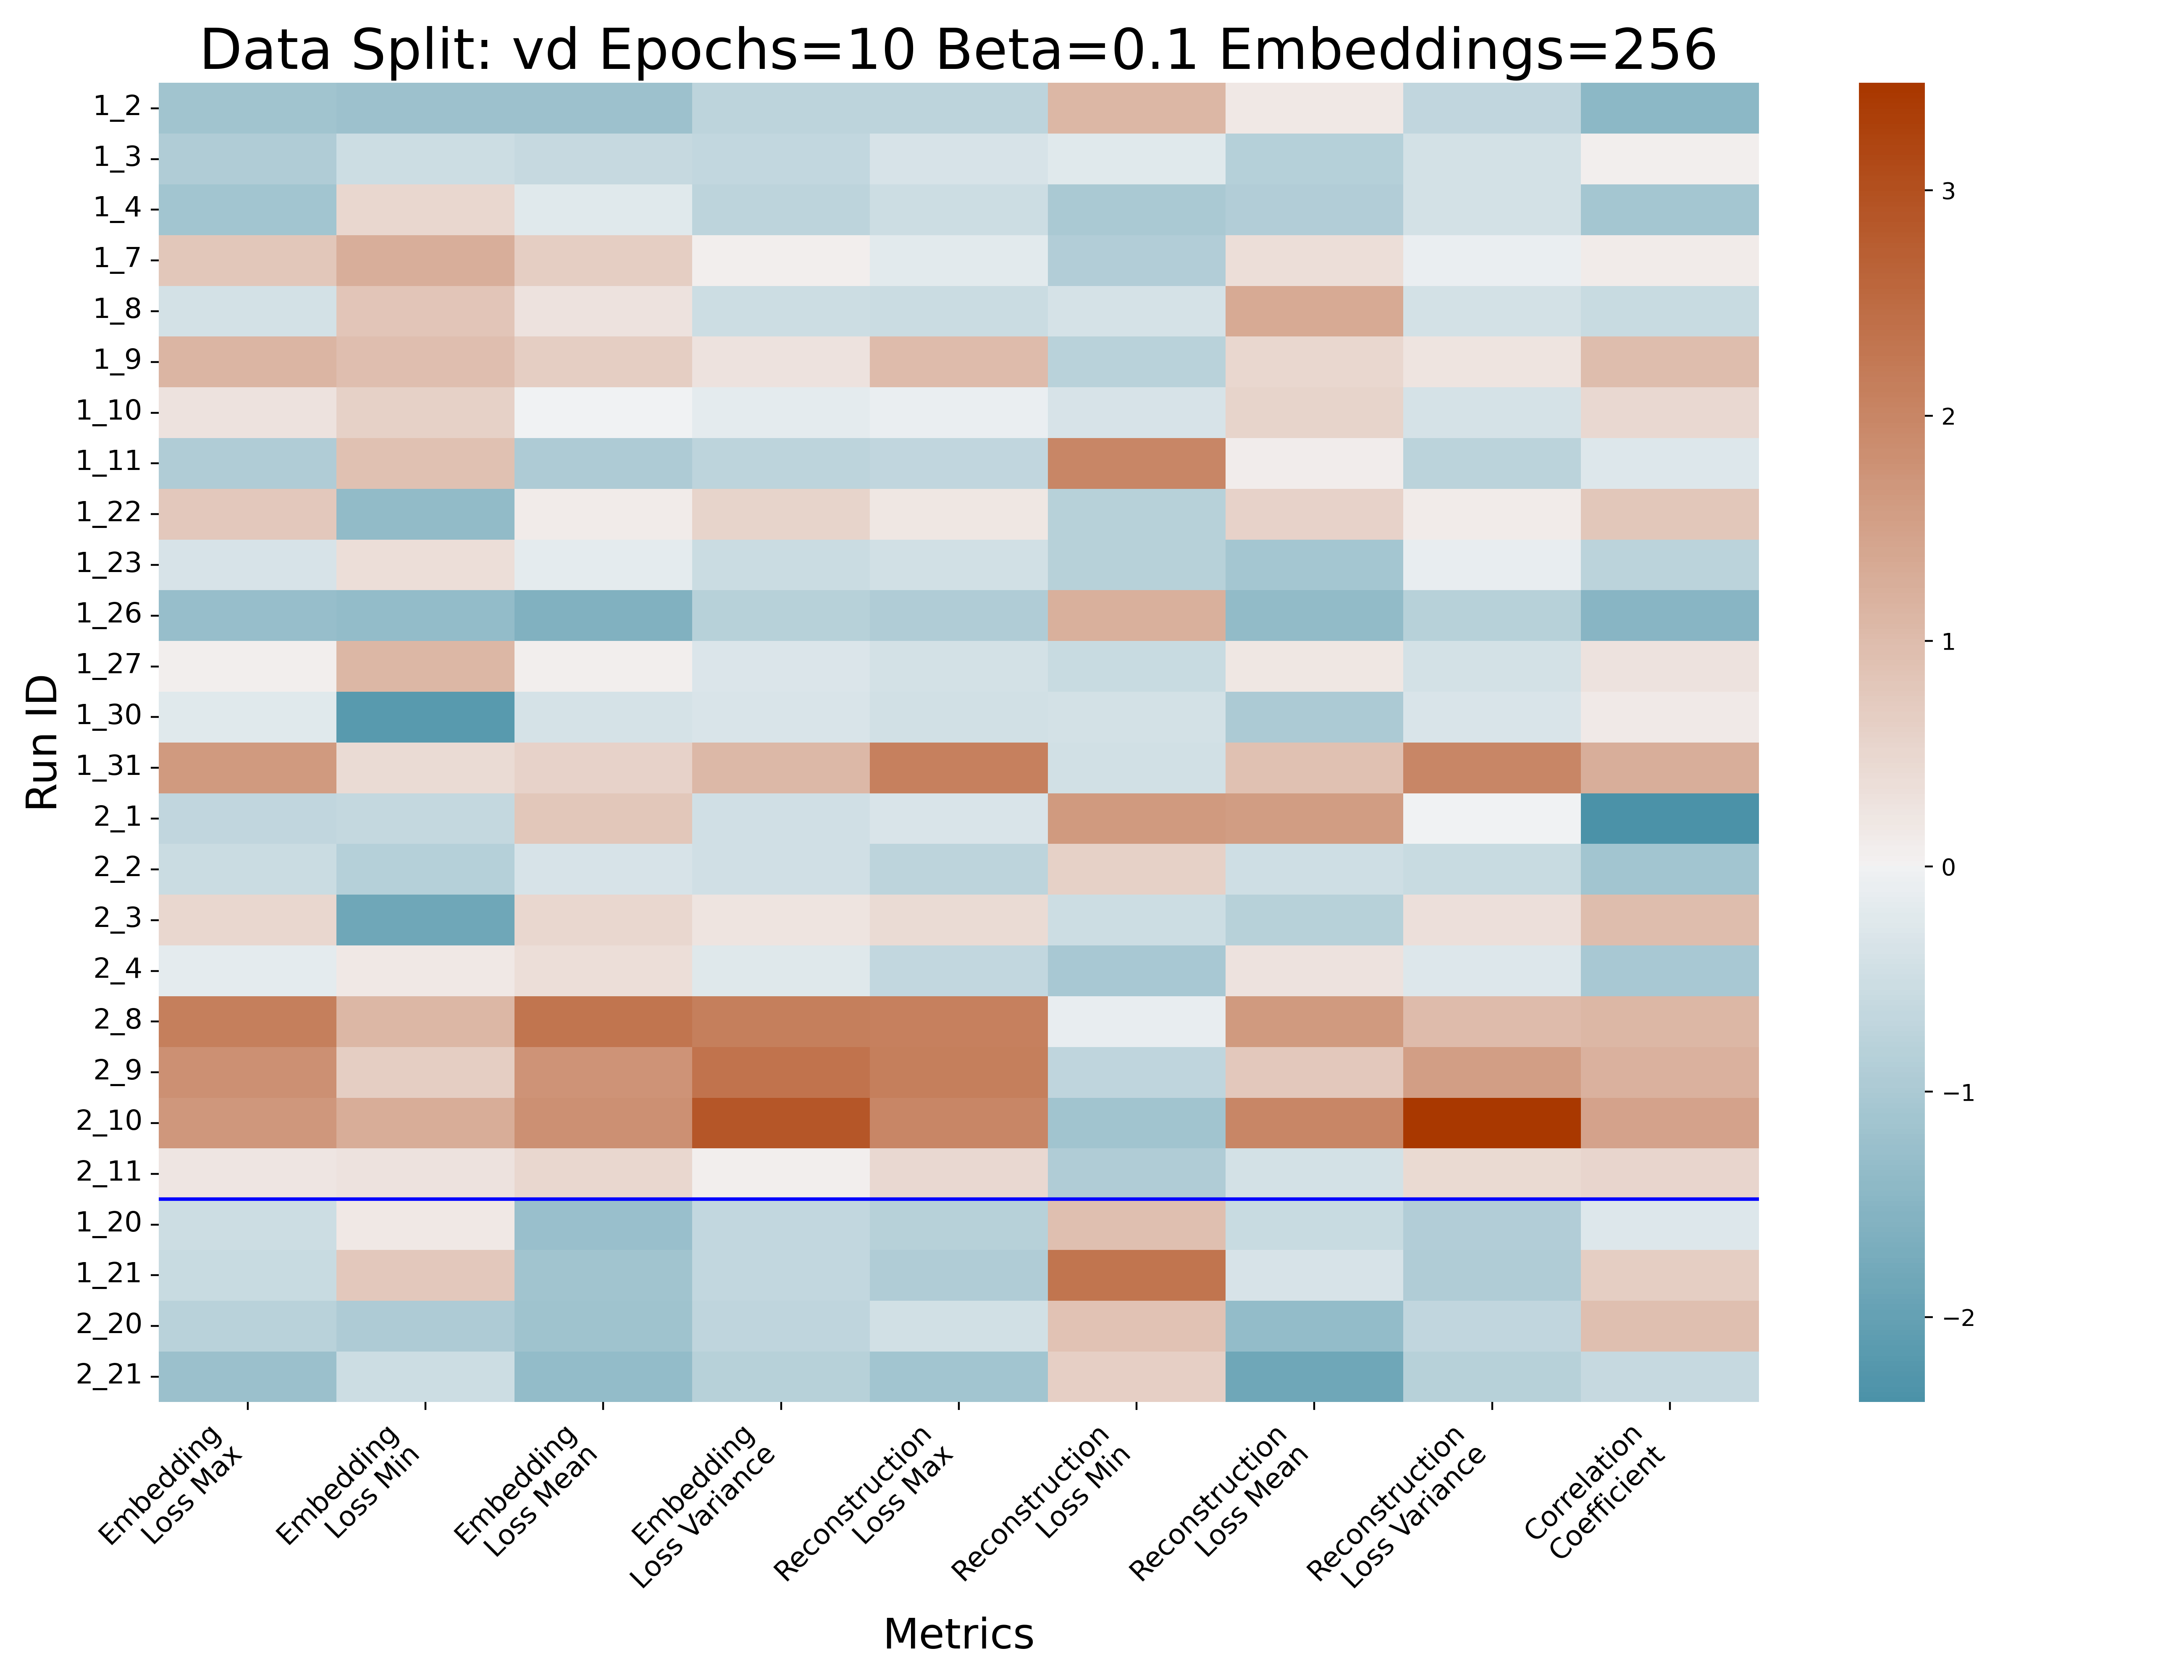 Data Split: vd Epochs=10 Beta=0.1 Embeddings=256
Run ID
1_2
1_3
1_4
1_7
1_8
1_9
1_10
1_11
1_22
1_23
1_26
1_27
1_30
1_31
2_1
2_2
2_3
2_4
2_8
2_9
2_10
2_11
1_20
1_21
2_20
2_21
Embedding
Loss Max
Embedding
Loss Min
Embedding
Loss Mean
Embedding
Loss Variance
Reconstruction
Loss Max
Reconstruction
Loss Min
Reconstruction
Loss Mean
Reconstruction
Loss Variance
Correlation
Coefficient
Metrics
3
2
1
0
−1
−2